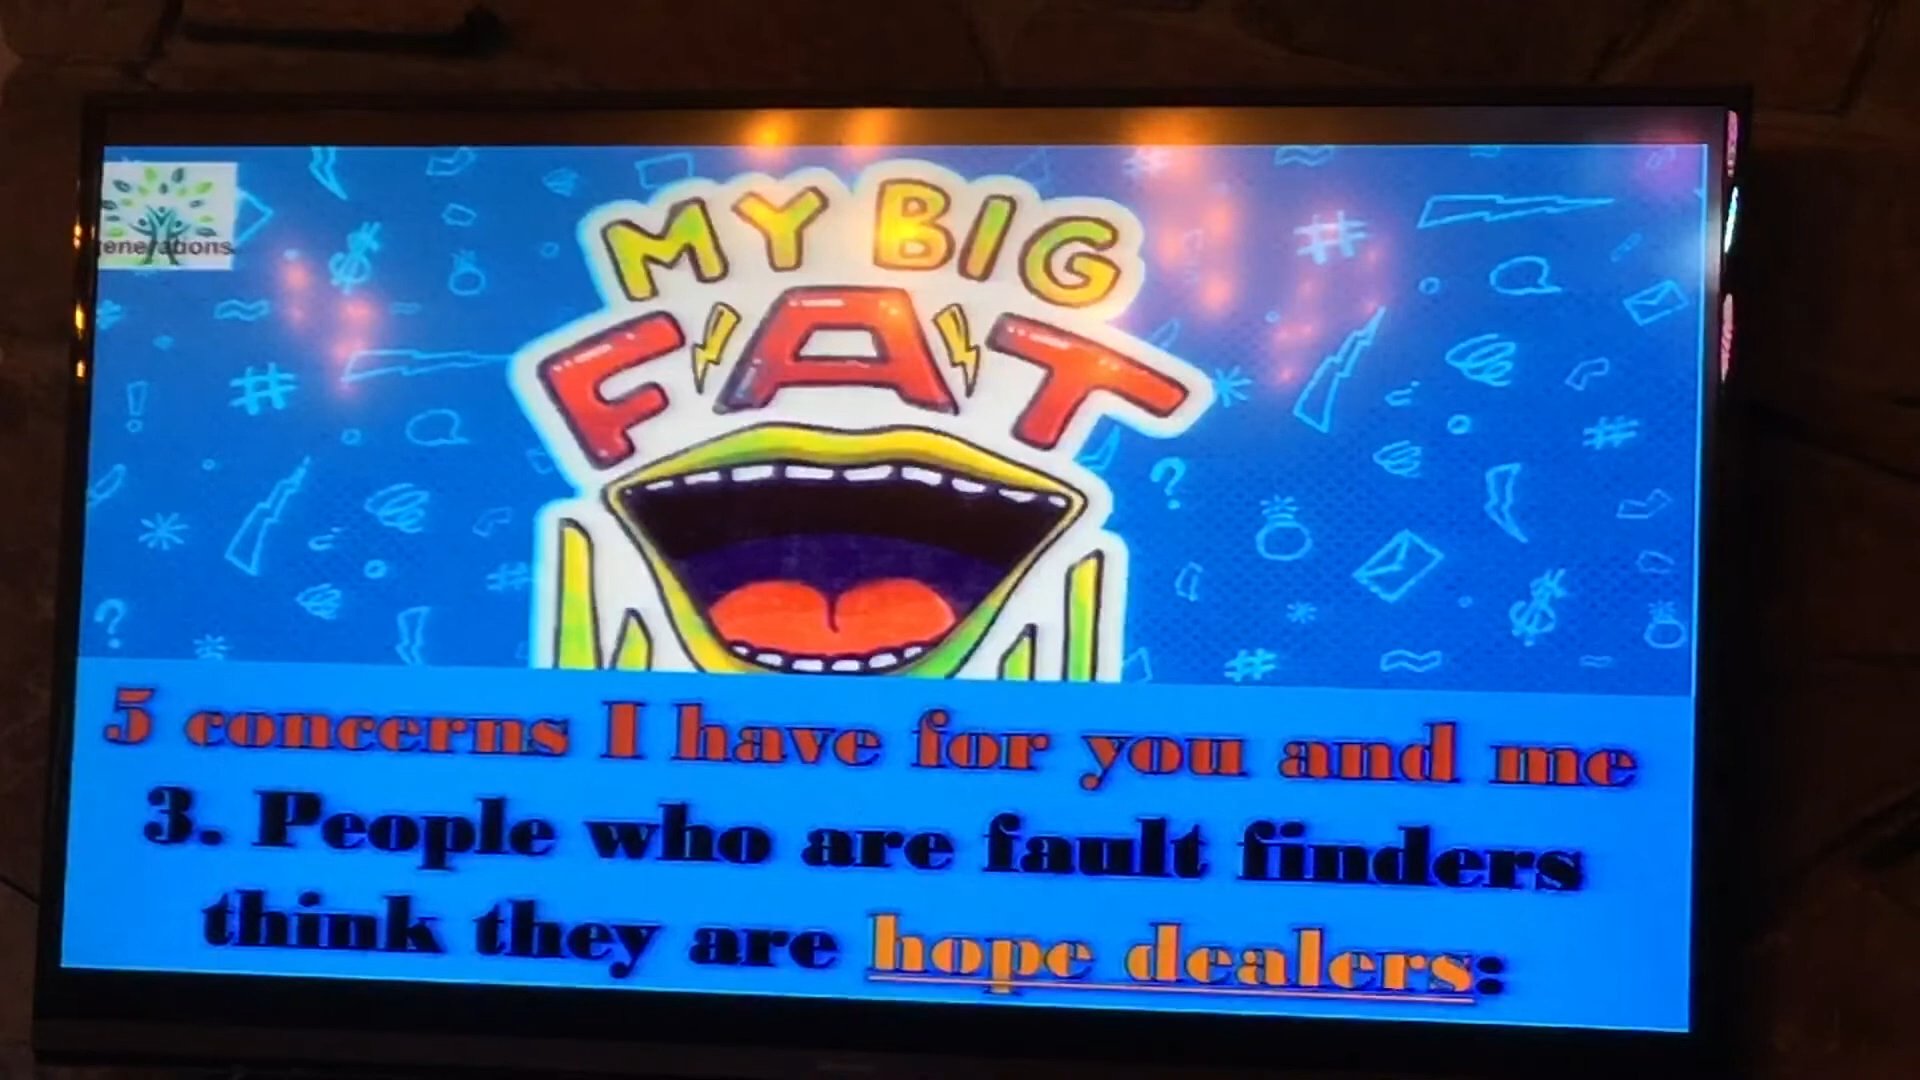 enerations
MY BIG
FAT
5 concerns I have for you and me
3. People who are fault finders
think they are hope dealers: